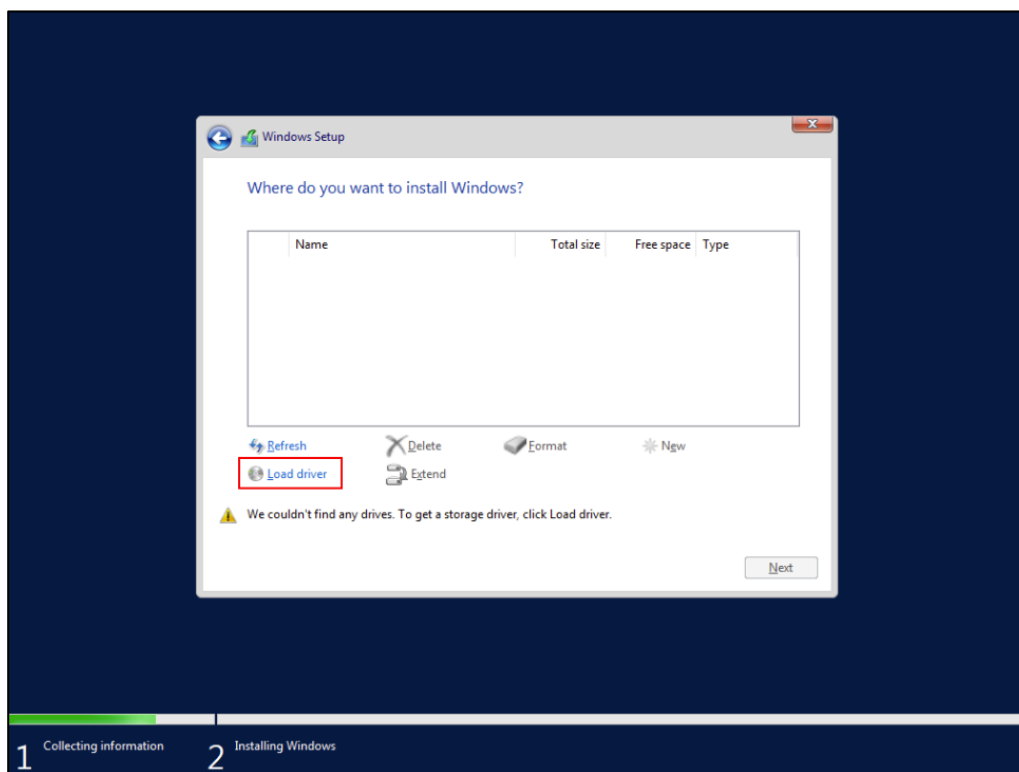 Windows Setup
Where do you want to install Windows?
Name Total size Free space Type
Refresh Delete Format New
Load driver Extend
We couldn't find any drives. To get a storage driver, click Load driver.
Next
1 Collecting information 2 Installing Windows